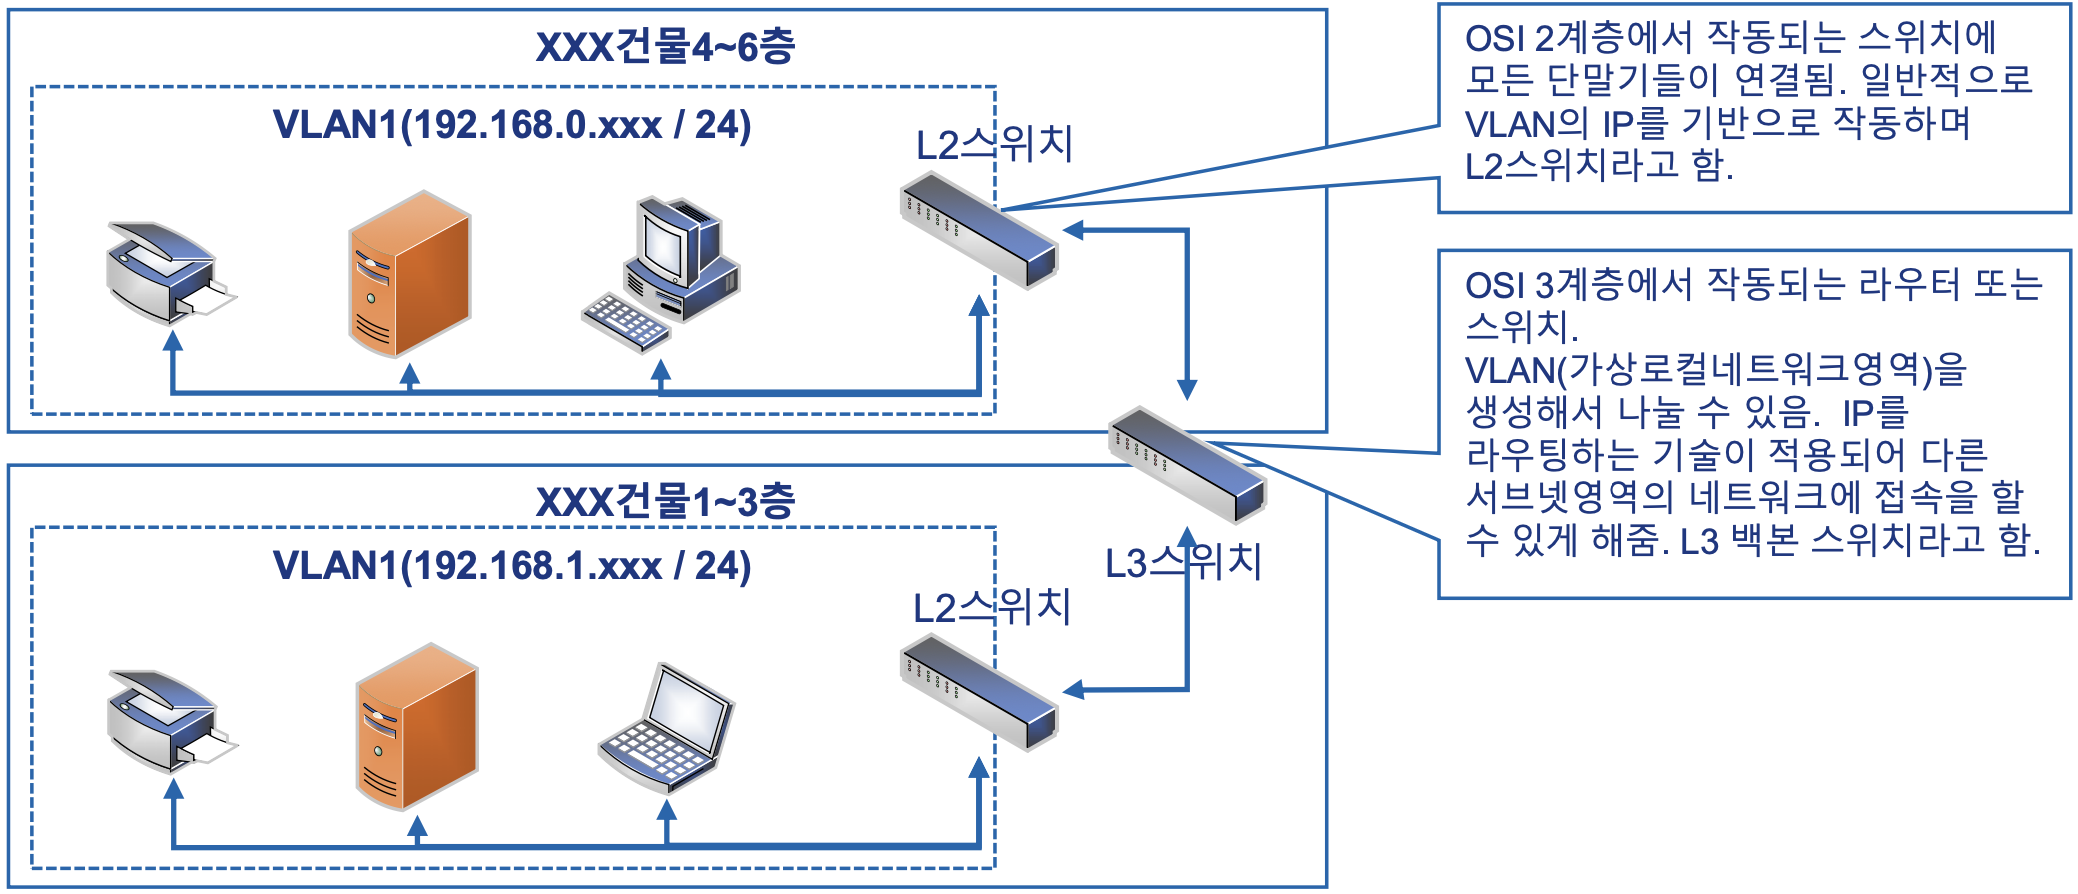 XXX건물4~6층
VLAN1(192.168.0.xxx / 24)
L2스위치
OSI 2계층에서 작동되는 스위치에
모든 단말기들이 연결됨. 일반적으로
VLAN의 IP를 기반으로 작동하며
L2스위치라고 함.
OSI 3계층에서 작동되는 라우터 또는
스위치.
VLAN(가상로컬네트워크영역)을
생성해서 나눌 수 있음. IP를
라우팅하는 기술이 적용되어 다른
서브넷영역의 네트워크에 접속을 할
수 있게 해줌. L3 백본 스위치라고 함.
XXX건물1~3층
VLAN1(192.168.1.xxx / 24)
L3스위치
L2스위치